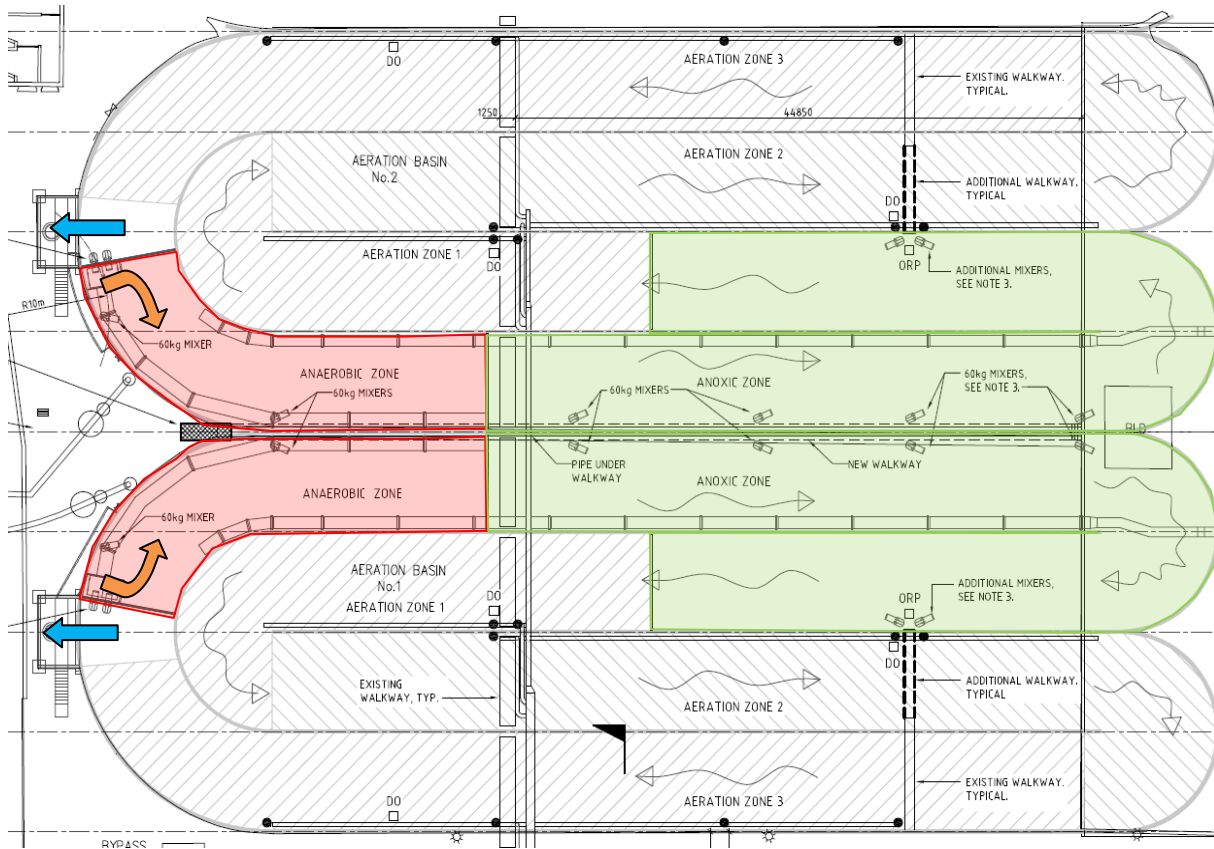 DO
AERATION ZONE 3
EXISTING WALKWAY.
TYPICAL.
1250
44850
AERATION BASIN
No.2
AERATION ZONE 2
ADDITIONAL WALKWAY.
TYPICAL
DO
AERATION ZONE 1
DO
ORP
ADDITIONAL MIXERS,
SEE NOTE 3.
R10m
60kg MIXER
ANAEROBIC ZONE
60kg MIXERS
ANOXIC ZONE
60kg MIXERS
60kg MIXERS,
SEE NOTE 3.
PIPE UNDER
WALKWAY
NEW WALKWAY
ANAEROBIC ZONE
ANOXIC ZONE
60kg MIXER
AERATION BASIN
No.1
AERATION ZONE 1
DO
ORP
ADDITIONAL MIXERS,
SEE NOTE 3.
DO
EXISTING
WALKWAY, TYP.
AERATION ZONE 2
ADDITIONAL WALKWAY.
TYPICAL
DO
AERATION ZONE 3
EXISTING WALKWAY.
TYPICAL.
BYPASS